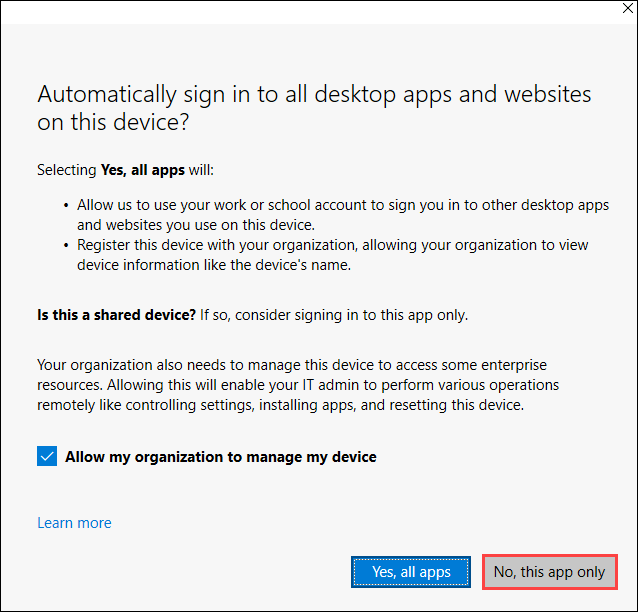 Automatically sign in to all desktop apps and websites
on this device?
Selecting Yes, all apps will:
• Allow us to use your work or school account to sign you in to other desktop apps
and websites you use on this device.
• Register this device with your organization, allowing your organization to view
device information like the device's name.
Is this a shared device? If so, consider signing in to this app only.
Your organization also needs to manage this device to access some enterprise
resources. Allowing this will enable your IT admin to perform various operations
remotely like controlling settings, installing apps, and resetting this device.
Allow my organization to manage my device
Learn more
Yes, all apps
No, this app only